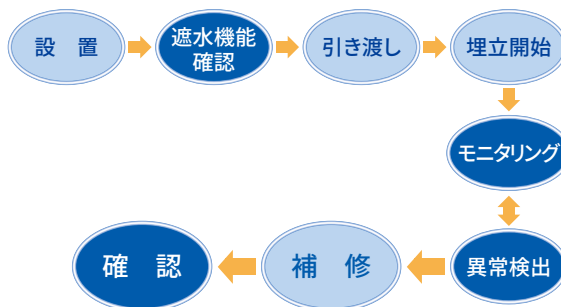 設　置
遮水機能
確認
引き渡し
埋立開始
モニタリング
異常検出
補　修
確　認